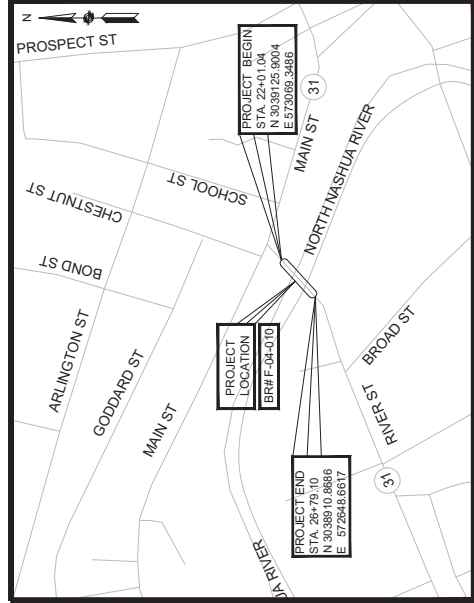 N
PROSPECT ST
PROJECT BEGIN
STA. 22+01.04
N 3039125.9004
E 573069.3486
MAIN ST
31
NORTH NASHUA RIVER
SCHOOL ST
CHESTNUT ST
BOND ST
ARLINGTON ST
GODDARD ST
MAIN ST
PROJECT
LOCATION
BR# F-04-010
BROAD ST
RIVER ST
31
PROJECT END
STA. 26+79.10
N 3038910.8686
E 572648.6617
UA RIVER